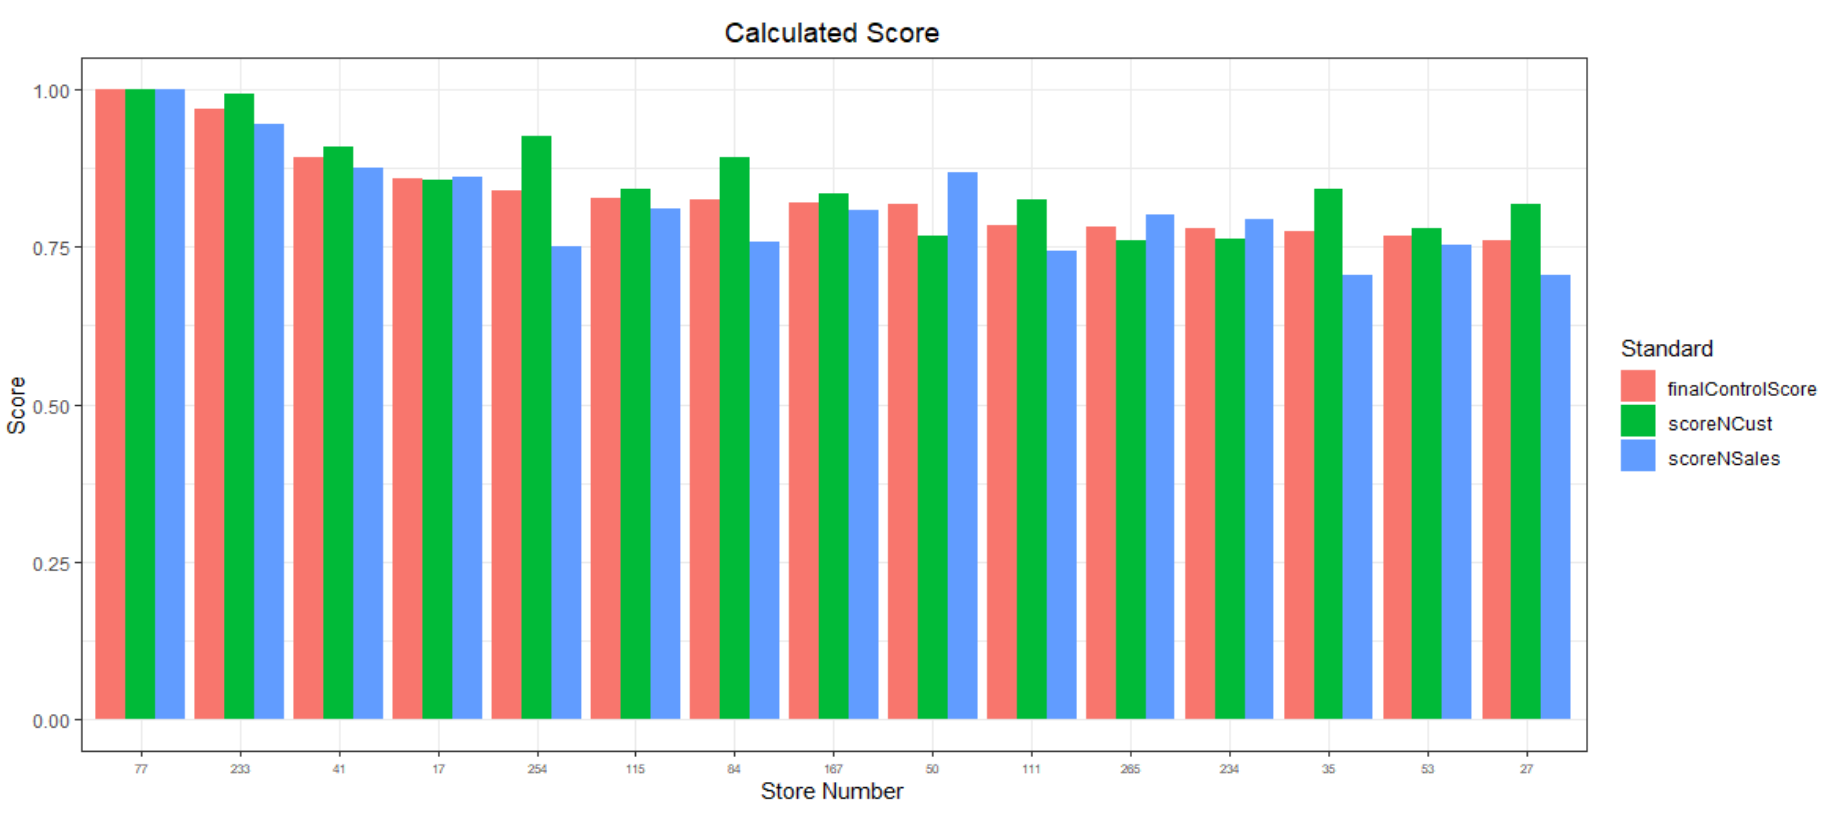 Calculated Score
1.00
0.75
0.50
0.25
0.00
Score
77 233 41 17 254 115 84 167 50 111 265 234 35 53 27
Store Number
Standard
finalControlScore
scoreNCust
scoreNSales